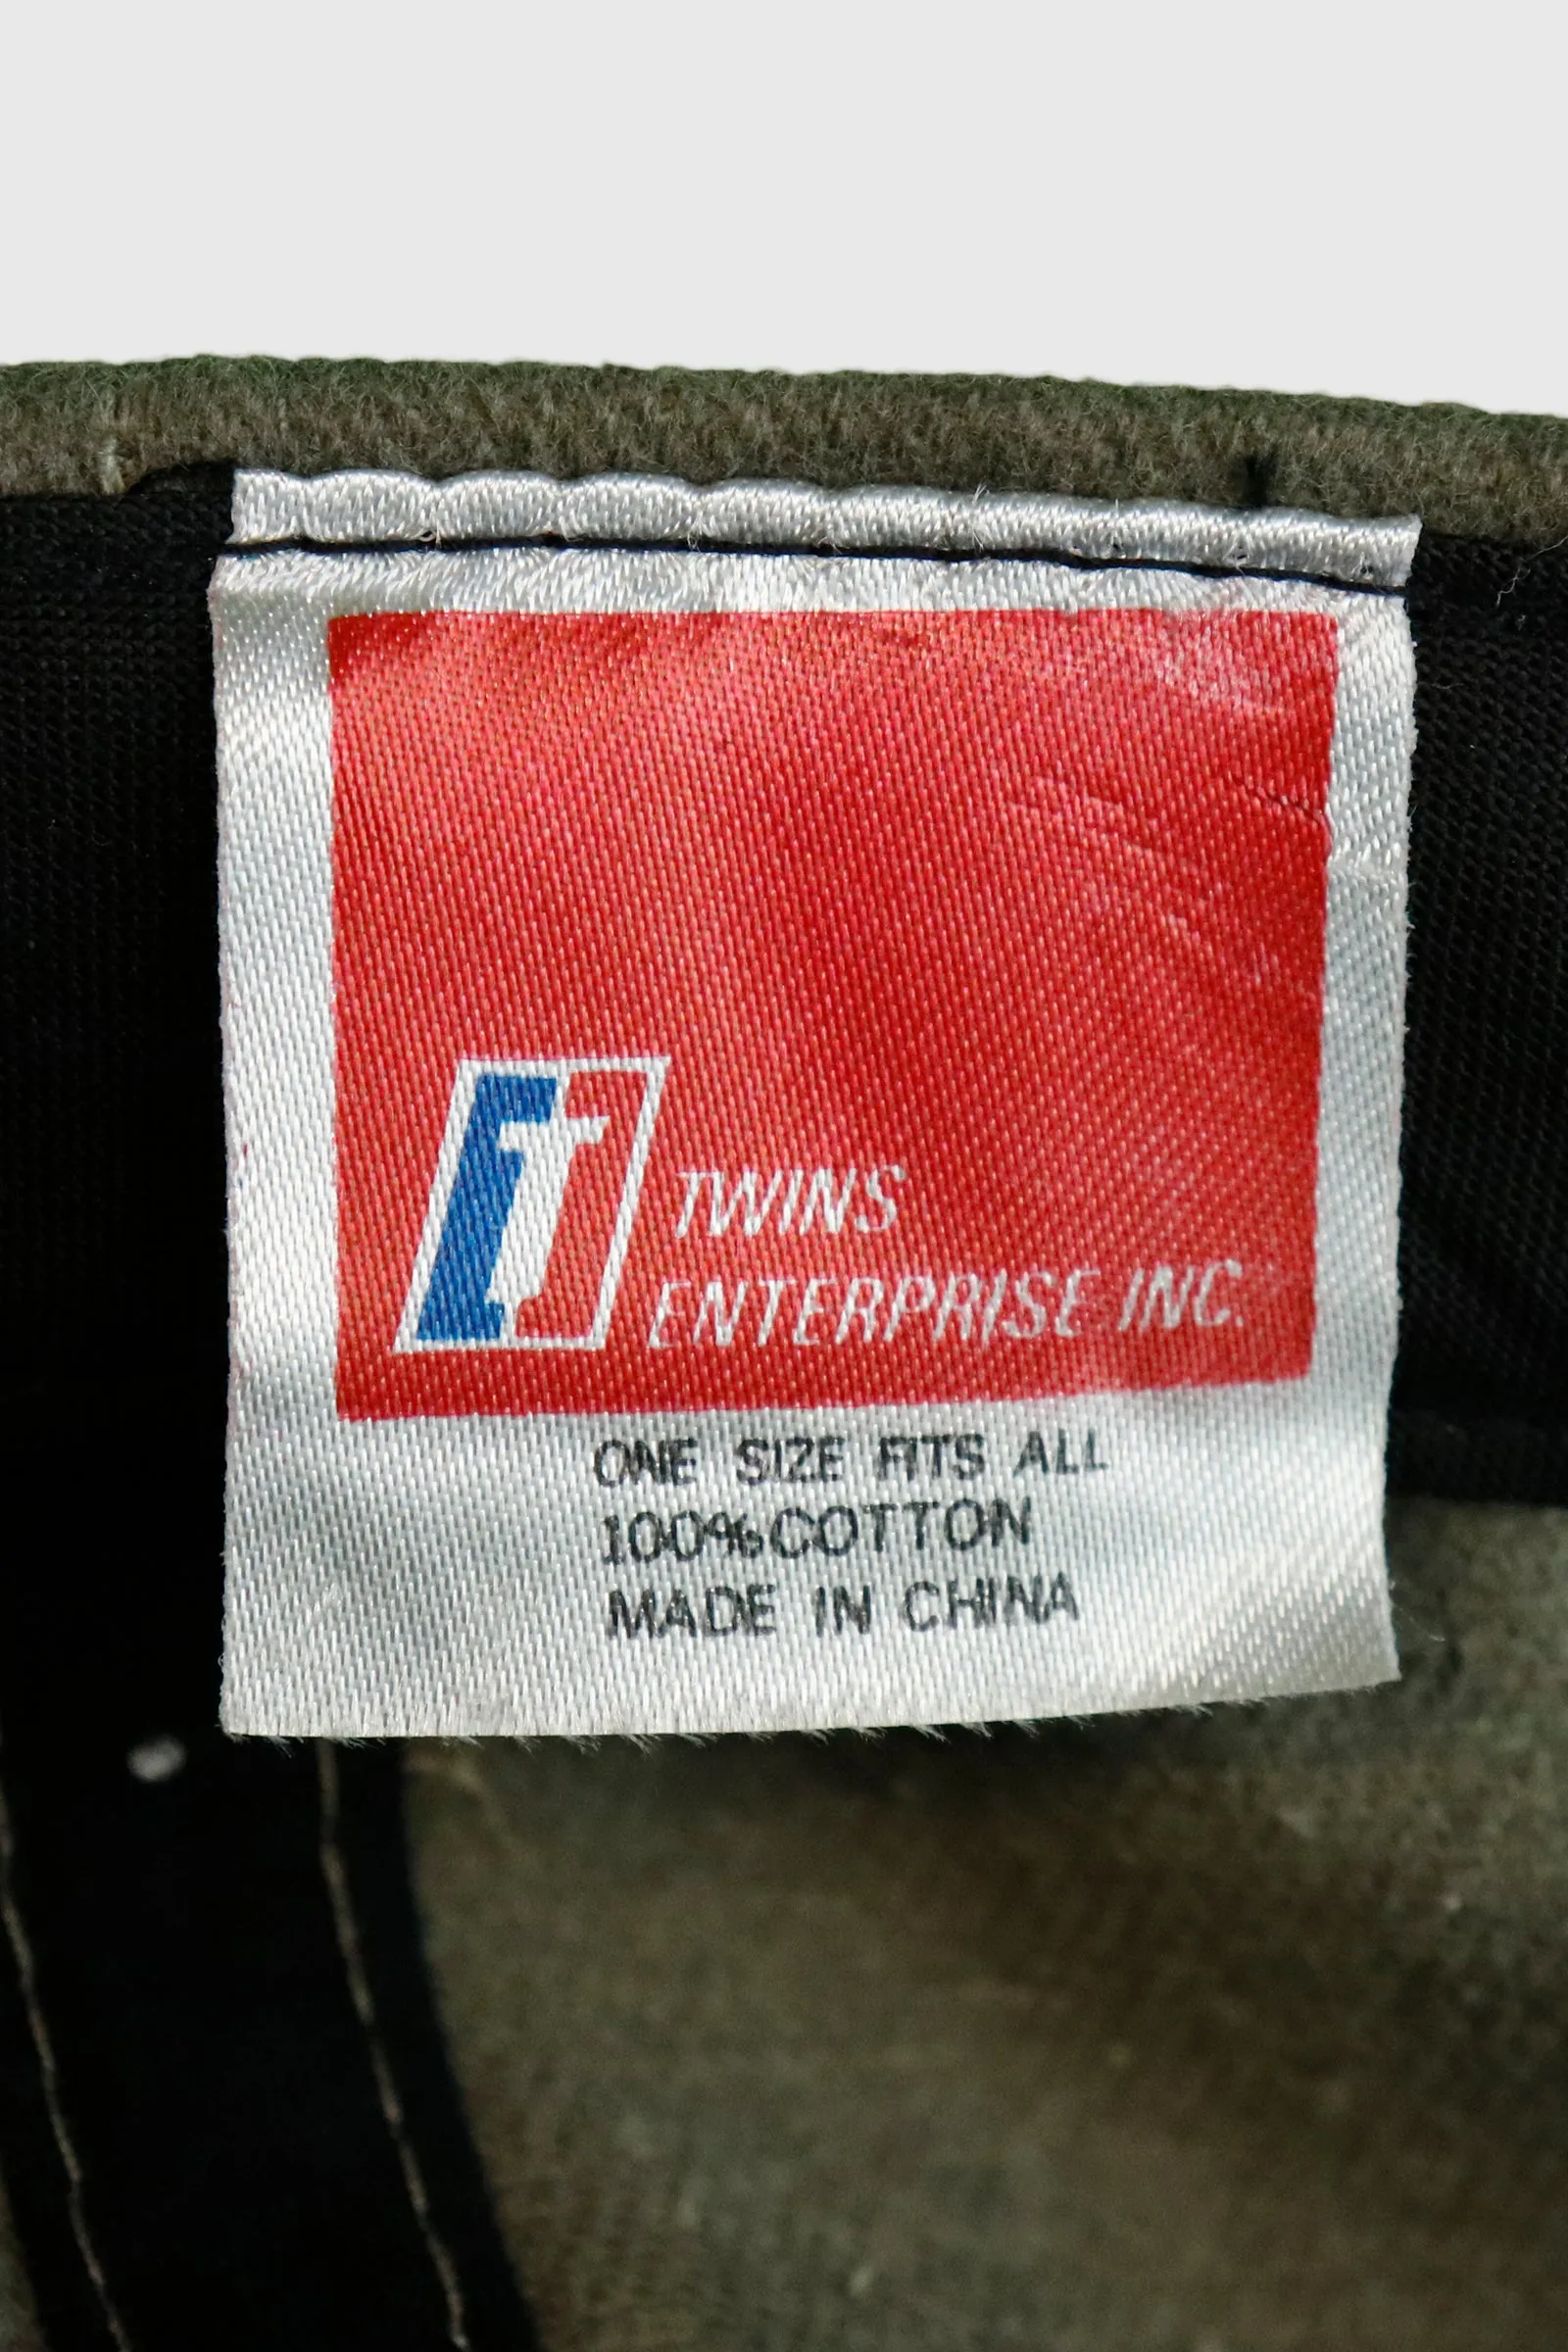 TWINS
ENTERPRISE INC.
ONE SIZE FITS ALL
100%COTTON
MADE IN CHINA